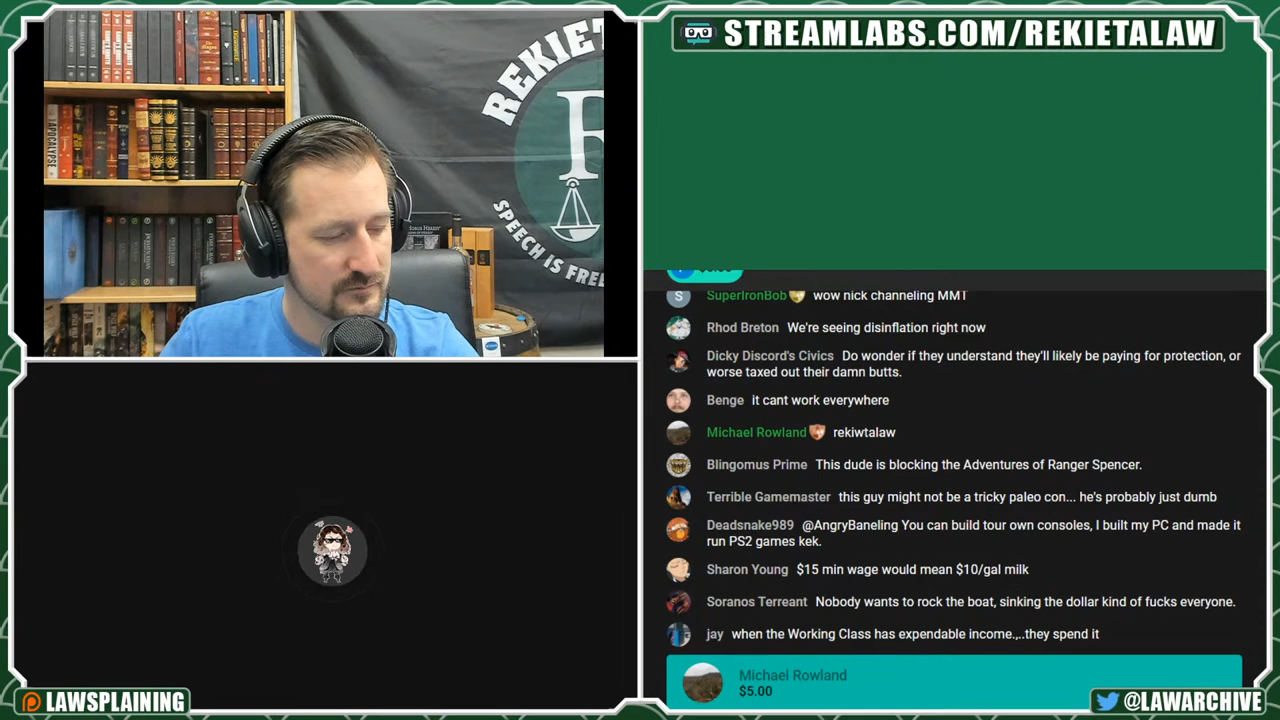 STREAMLABS.COM/REKIETALAW
REKIET
R
SPEECH IS FREE
APOCALYPSE
SuperIronBob wow nick channeling MMT
Rhod Breton We're seeing disinflation right now
Dicky Discord's Civics Do wonder if they understand they'll likely be paying for protection, or
worse taxed out their damn butts.
Benge it cant work everywhere
Michael Rowland rekiwtalaw
Blingomus Prime This dude is blocking the Adventures of Ranger Spencer.
Terrible Gamemaster this guy might not be a tricky paleo con... he's probably just dumb
Deadsnake989 @AngryBaneling You can build tour own consoles, I built my PC and made it
run PS2 games kek.
Sharon Young $15 min wage would mean $10/gal milk
Soranos Terreant Nobody wants to rock the boat, sinking the dollar kind of fucks everyone.
jay when the Working Class has expendable income.,..they spend it
Michael Rowland
$5.00
LAWSPLAINING
@LAWARCHIVE